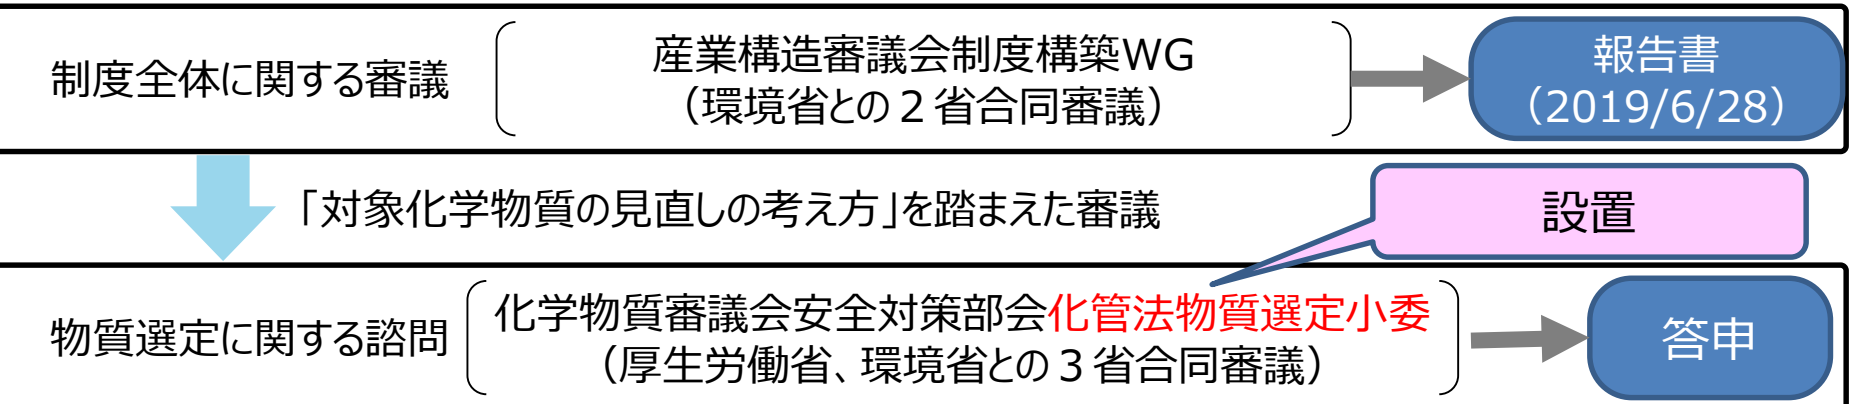 制度全体に関する審議
産業構造審議会制度構築WG
（環境省との２省合同審議）
報告書
（2019/6/28）
「対象化学物質の見直しの考え方」を踏まえた審議
設置
物質選定に関する諮問
化学物質審議会安全対策部会化管法物質選定小委
（厚生労働省、環境省との３省合同審議）
答申